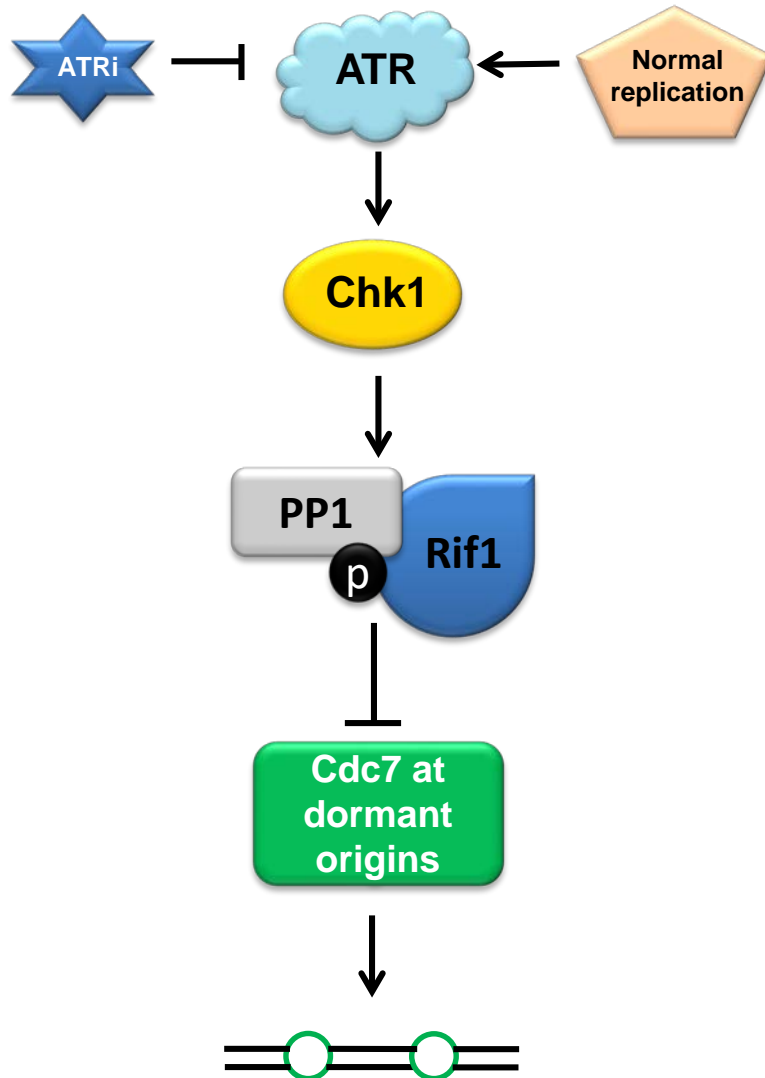 ATRi
ATR
Normal
replication
Chk1
PP1
p
Rif1
Cdc7 at
dormant
origins